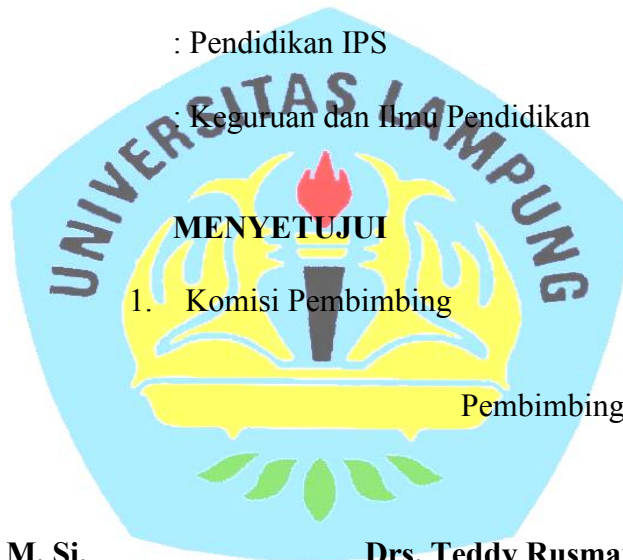 : Pendidikan IPS
: Keguruan dan Ilmu Pendidikan
UNIVERSITAS LAMPUNG
MENYETUJUI
1. Komisi Pembimbing
Pembimbing
M. Si.
Drs. Teddy Rusma